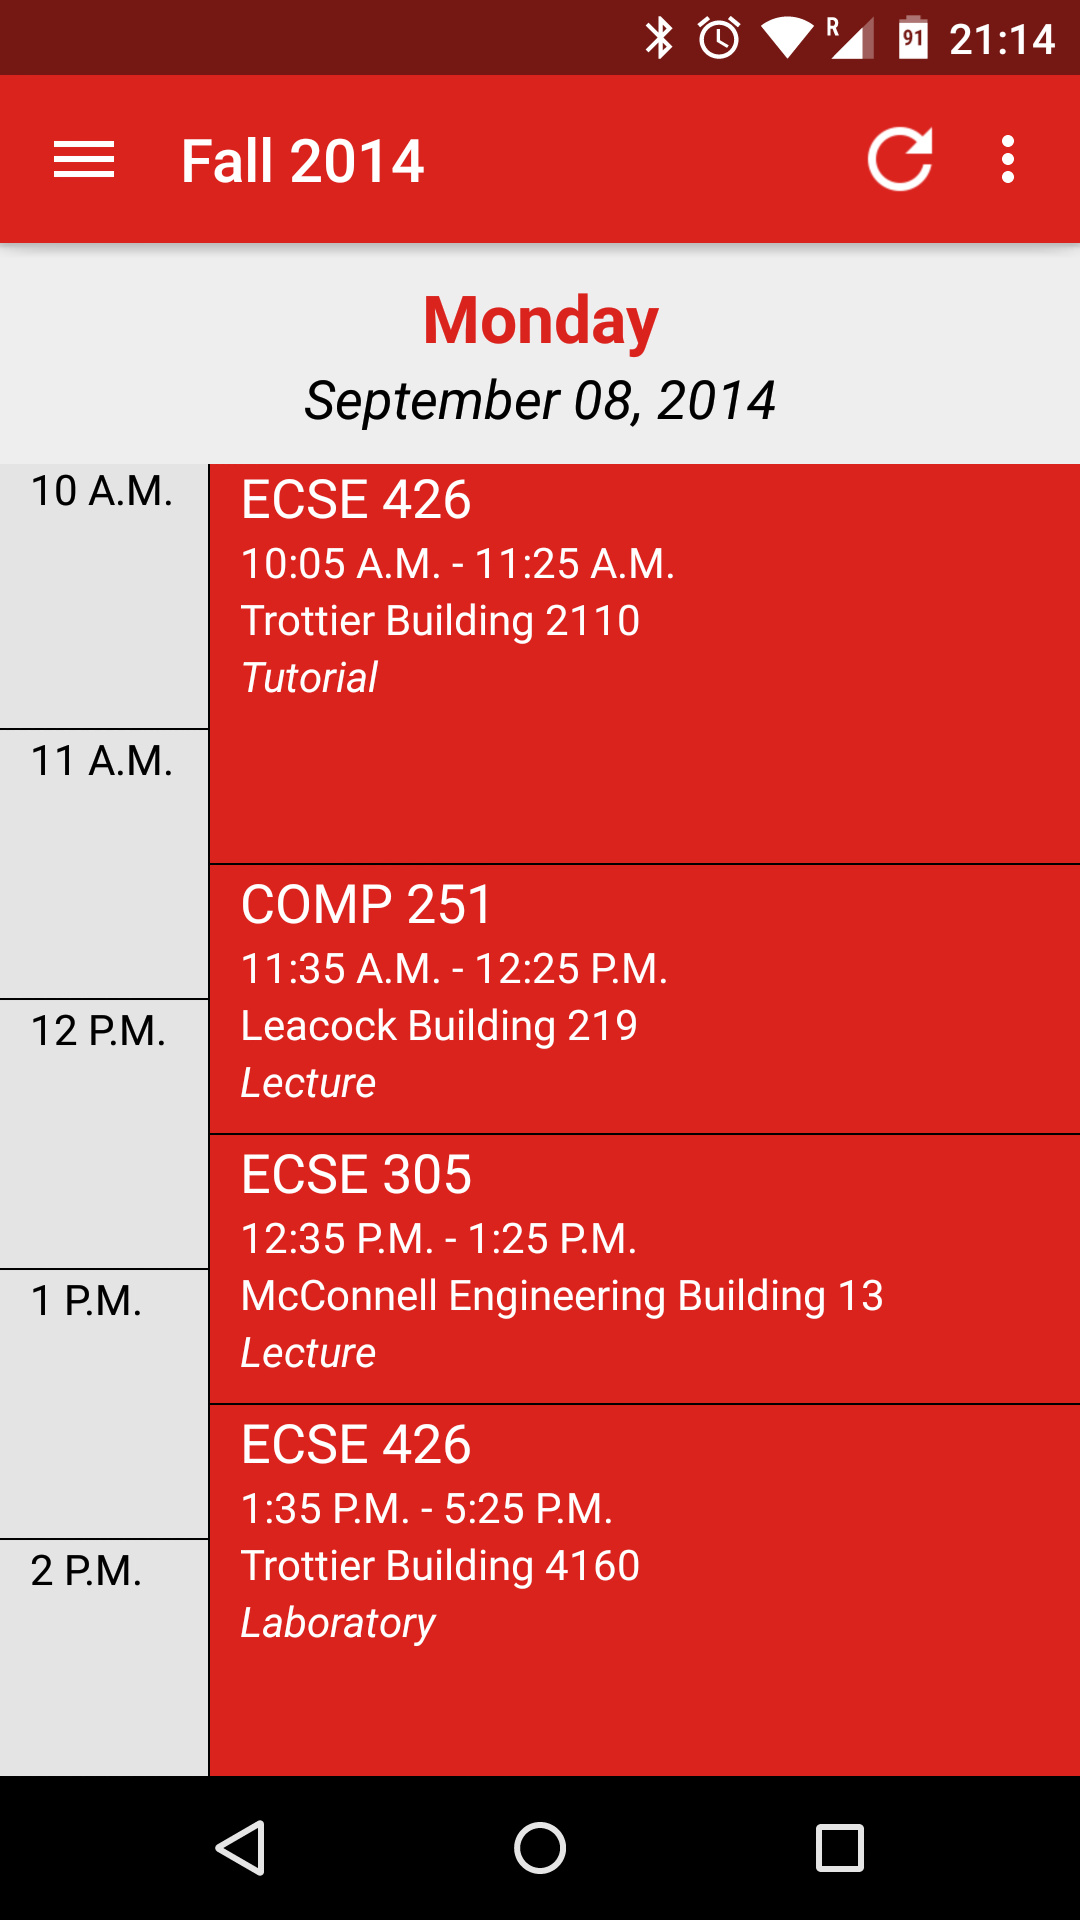 R 91 21:14
Fall 2014
Monday
September 08, 2014
10 A.M.
ECSE 426
10:05 A.M. - 11:25 A.M.
Trottier Building 2110
Tutorial
11 A.M.
COMP 251
11:35 A.M. - 12:25 P.M.
Leacock Building 219
Lecture
12 P.M.
ECSE 305
12:35 P.M. - 1:25 P.M.
McConnell Engineering Building 13
Lecture
1 P.M.
ECSE 426
1:35 P.M. - 5:25 P.M.
Trottier Building 4160
Laboratory
2 P.M.